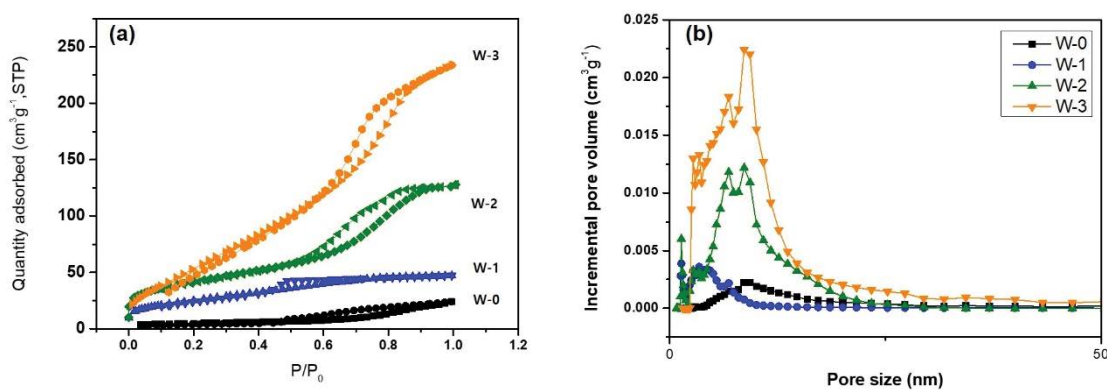 (a)
Quantity adsorbed (cm³g⁻¹,STP)
250
200
150
100
50
0
W-3
W-2
W-1
W-0
0.0 0.2 0.4 0.6 0.8 1.0 1.2
P/P₀
(b)
Incremental pore volume (cm³g⁻¹)
0.025
0.020
0.015
0.010
0.005
0.000
W-0
W-1
W-2
W-3
0 50
Pore size (nm)